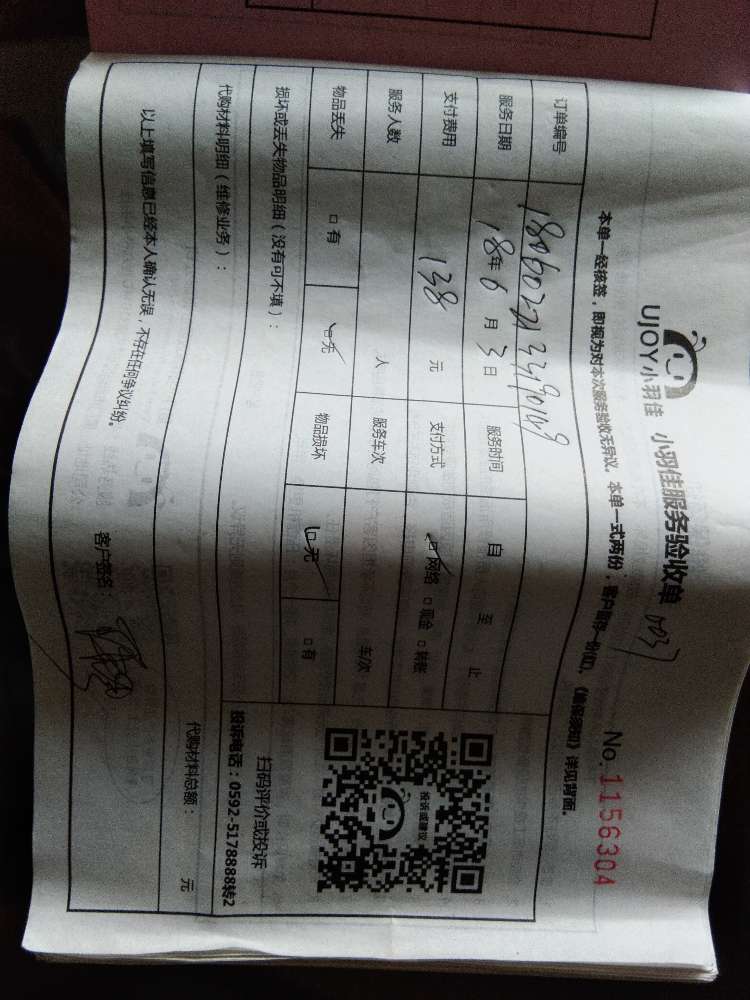 UJOY小羽佳 小羽佳服务验收单 No.1156304
本单一经核签，即视为对本次服务验收无异议。本单一式两份，客户留存一份(红)。《验收须知》详见背面。
订单编号
服务日期 18年 6 月 3 日 服务时间 自 至 止
支付费用 138 元 支付方式 ☑网络 □现金 □转账
服务人数 人 服务车次 车/次
物品丢失 □有 ☑无 物品损坏 ☑无 □有
损坏或丢失物品明细（没有可不填）：
投诉或建议
扫码评价或投诉
投诉电话：0592-5178888转2
代购材料明细（维修业务）： 代购材料总额： 元
以上填写信息已经本人确认无误，不存在任何争议纠纷。 客户签名：